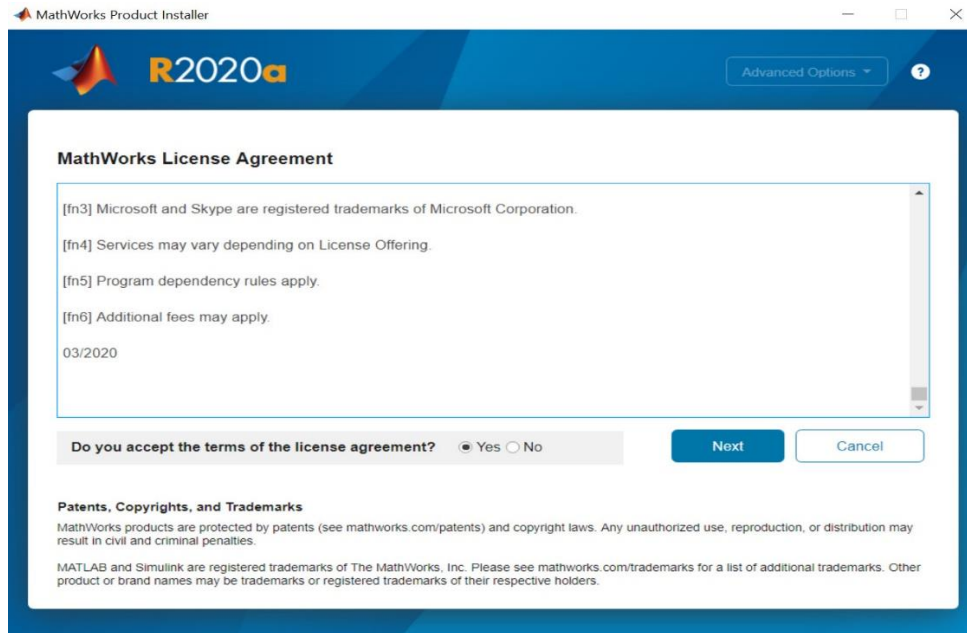 MathWorks Product Installer
R2020a
Advanced Options
?
MathWorks License Agreement
[fn3] Microsoft and Skype are registered trademarks of Microsoft Corporation.
[fn4] Services may vary depending on License Offering.
[fn5] Program dependency rules apply.
[fn6] Additional fees may apply.
03/2020
Do you accept the terms of the license agreement? Yes No
Next
Cancel
Patents, Copyrights, and Trademarks
MathWorks products are protected by patents (see mathworks.com/patents) and copyright laws. Any unauthorized use, reproduction, or distribution may
result in civil and criminal penalties.
MATLAB and Simulink are registered trademarks of The MathWorks, Inc. Please see mathworks.com/trademarks for a list of additional trademarks. Other
product or brand names may be trademarks or registered trademarks of their respective holders.